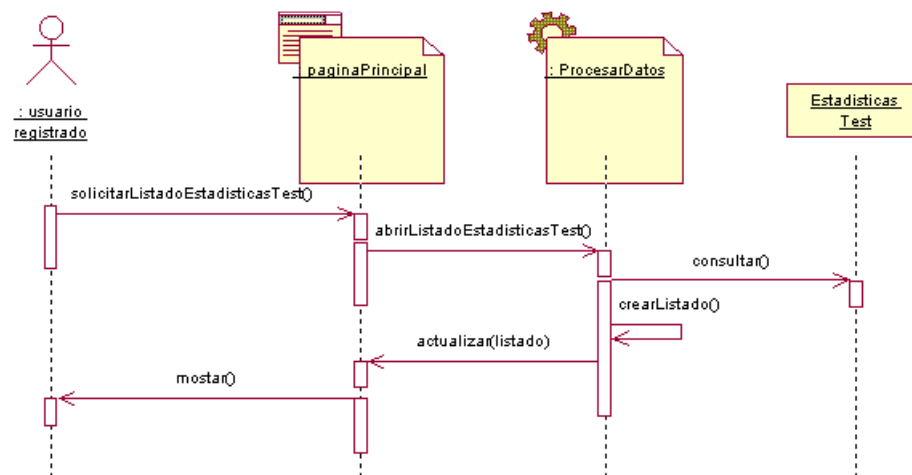 : paginaPrincipal
: ProcesarDatos
: usuario
registrado
Estadisticas
Test
solicitarListadoEstadisticasTest()
abrirListadoEstadisticasTest()
consultar()
crearListado()
actualizar(listado)
mostar()